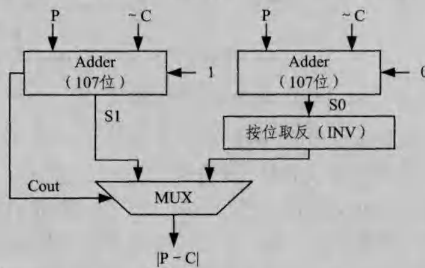 P ~C P ~C
Adder
（107位）
1
Adder
（107位）
0
S1
S0
按位取反（INV）
Cout
MUX
|P - C|